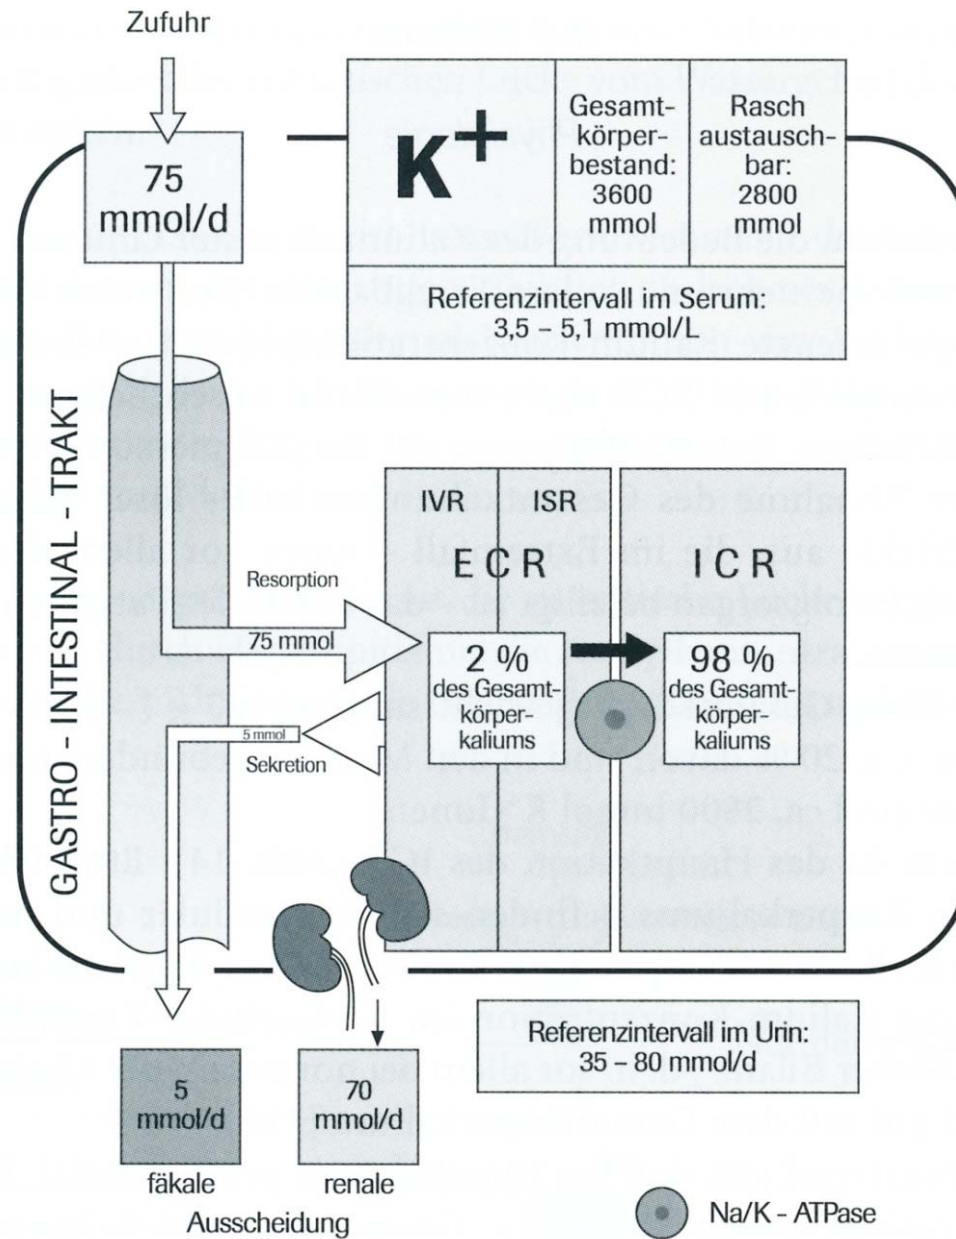 Zufuhr
75
mmol/d
K+
Gesamt-
körper-
bestand:
3600
mmol
Rasch
austausch-
bar:
2800
mmol
Referenzintervall im Serum:
3,5 – 5,1 mmol/L
GASTRO - INTESTINAL - TRAKT
IVR
ISR
ECR
ICR
Resorption
75 mmol
5 mmol
Sekretion
2 %
des Gesamt-
körper-
kaliums
98 %
des Gesamt-
körper-
kaliums
Referenzintervall im Urin:
35 – 80 mmol/d
5
mmol/d
70
mmol/d
fäkale
renale
Ausscheidung
Na/K - ATPase